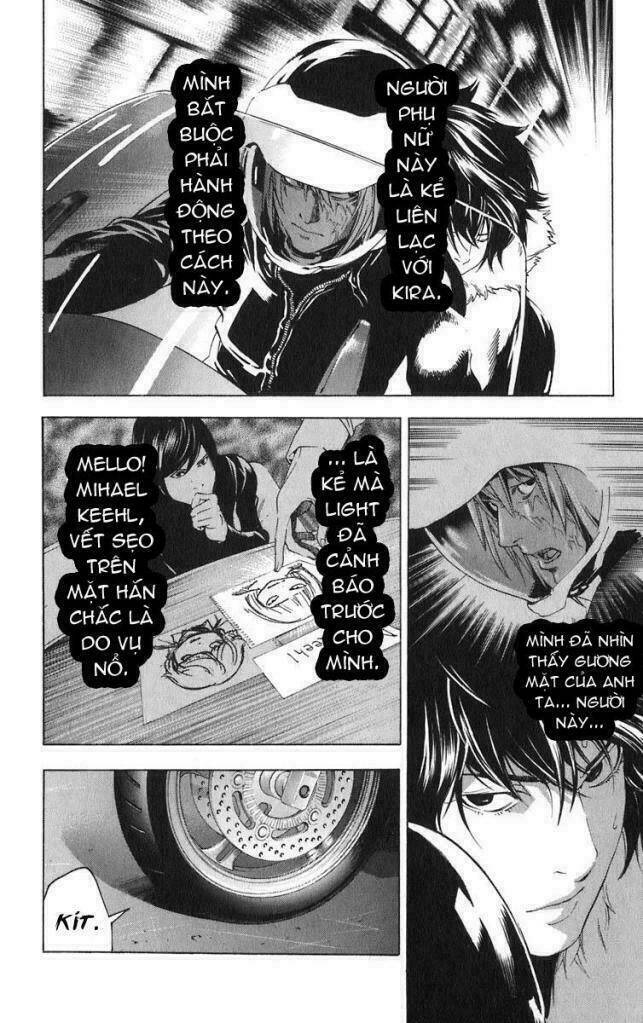 NGƯỜI
PHỤ
NỮ
NÀY
LÀ KẺ
LIÊN
LẠC
VỚI
KIRA.
MÌNH
BẮT
BUỘC
PHẢI
HÀNH
ĐỘNG
THEO
CÁCH
NÀY.
MÌNH ĐÃ NHÌN
THẤY GƯƠNG
MẶT CỦA ANH
TA... NGƯỜI
NÀY...
... LÀ
KẺ MÀ
LIGHT
ĐÃ
CẢNH
BÁO
TRƯỚC
CHO
MÌNH.
MELLO!
MIHAEL
KEEHL,
VẾT SẸO
TRÊN
MẶT HẮN
CHẮC LÀ
DO VỤ
NỔ.
KÍT.